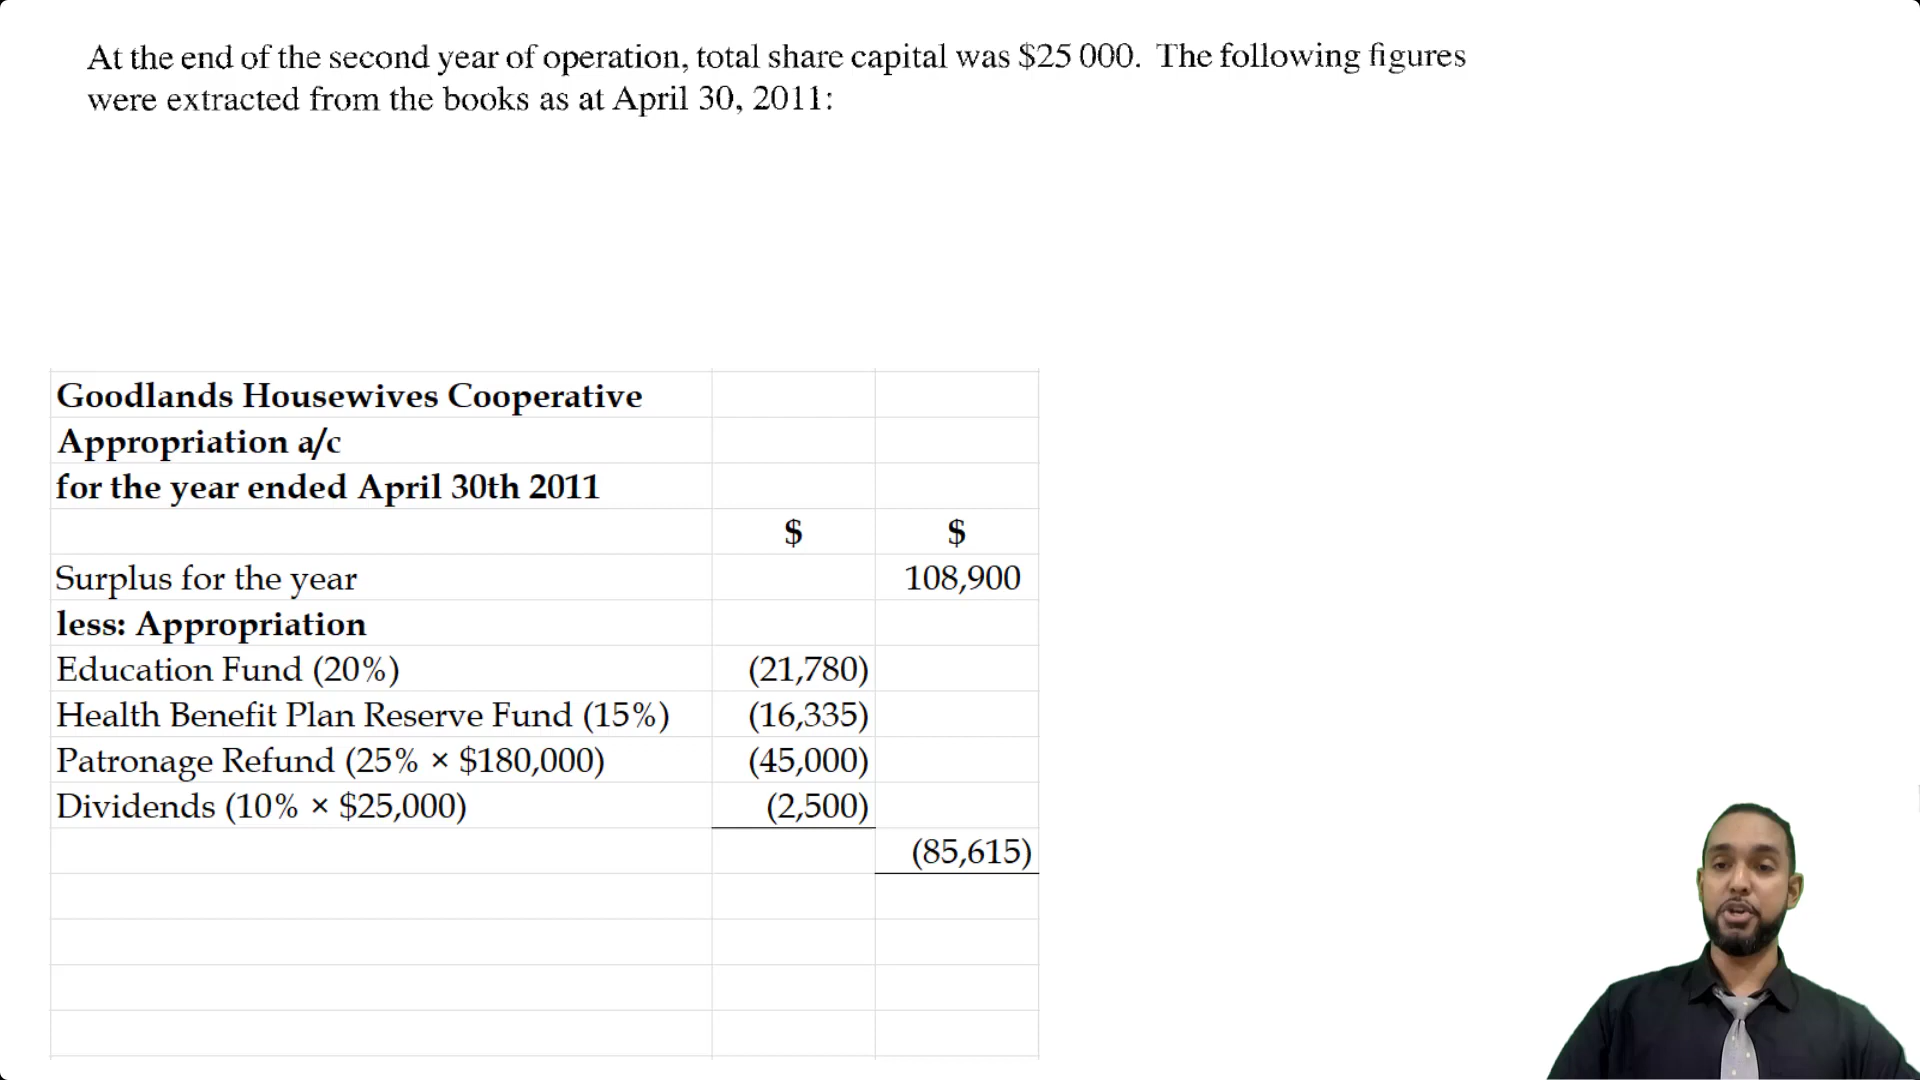 At the end of the second year of operation, total share capital was $25 000. The following figures
were extracted from the books as at April 30, 2011:
Goodlands Housewives Cooperative
Appropriation a/c
for the year ended April 30th 2011
$ $
Surplus for the year 108,900
less: Appropriation
Education Fund (20%) (21,780)
Health Benefit Plan Reserve Fund (15%) (16,335)
Patronage Refund (25% × $180,000) (45,000)
Dividends (10% × $25,000) (2,500)
(85,615)